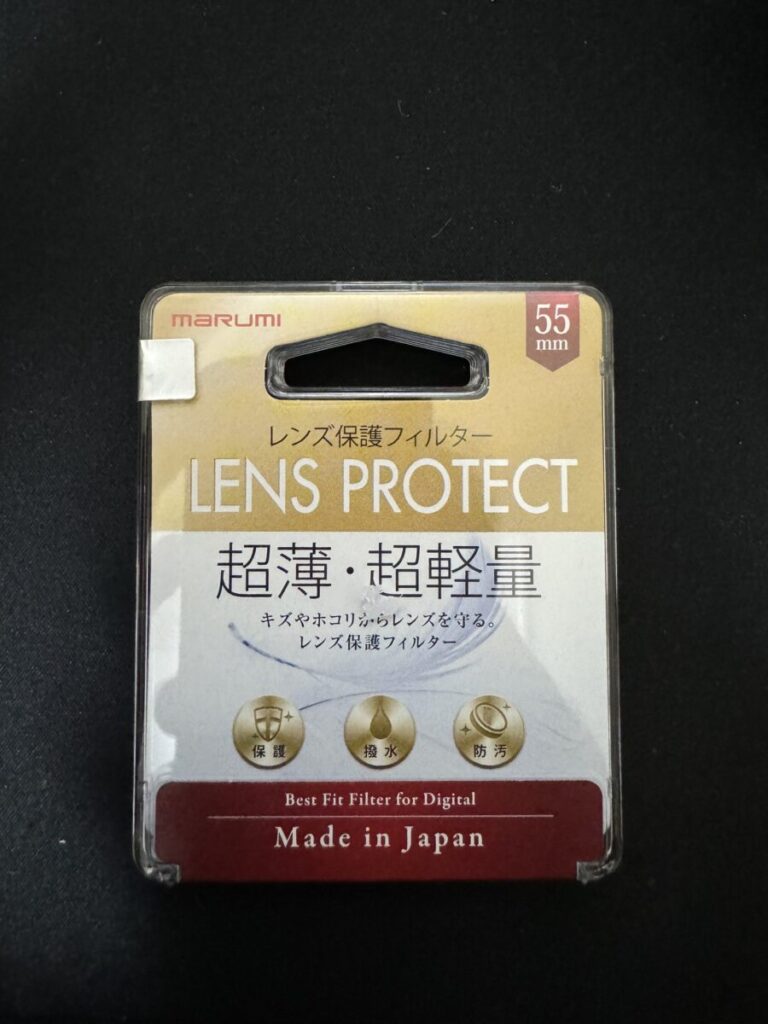 marumi
55
mm
レンズ保護フィルター
LENS PROTECT
超薄・超軽量
キズやホコリからレンズを守る。
レンズ保護フィルター
保護
撥水
防汚
Best Fit Filter for Digital
Made in Japan